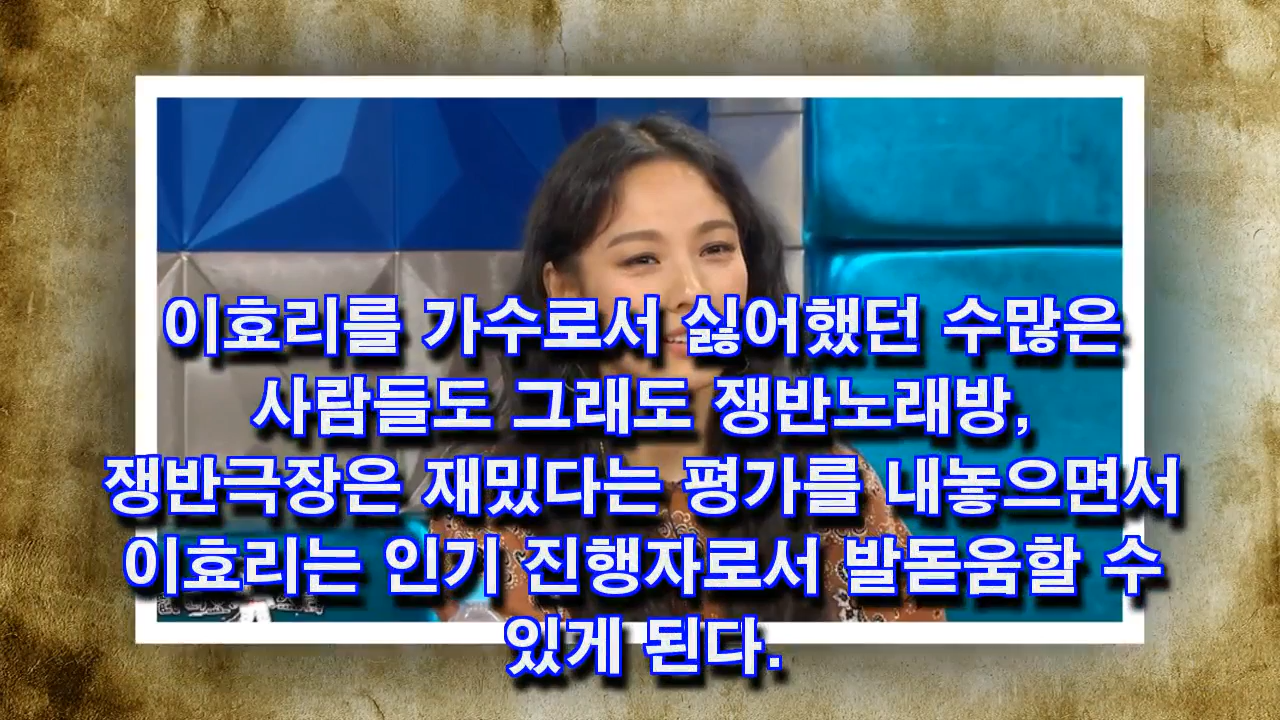 이효리를 가수로서 싫어했던 수많은
사람들도 그래도 쟁반노래방,
쟁반극장은 재밌다는 평가를 내놓으면서
이효리는 인기 진행자로서 발돋움할 수
있게 된다.